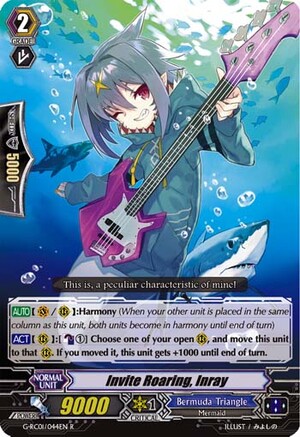 2
GRADE
SHIELD
5000
This is, a peculiar characteristic of mine!
AUTO [ ]:Harmony (When your other unit is placed in the same
column as this unit, both units become in harmony until end of turn)
ACT [ ]:[ (1)] Choose one of your open, and move this unit
to that. If you moved it, this unit gets +1000 until end of turn.
NORMAL
UNIT
Invite Roaring, Inray
POWER
9000
1
CRITICAL
Bermuda Triangle
Mermaid
G-RC01/044EN R
ILLUST / みよしの